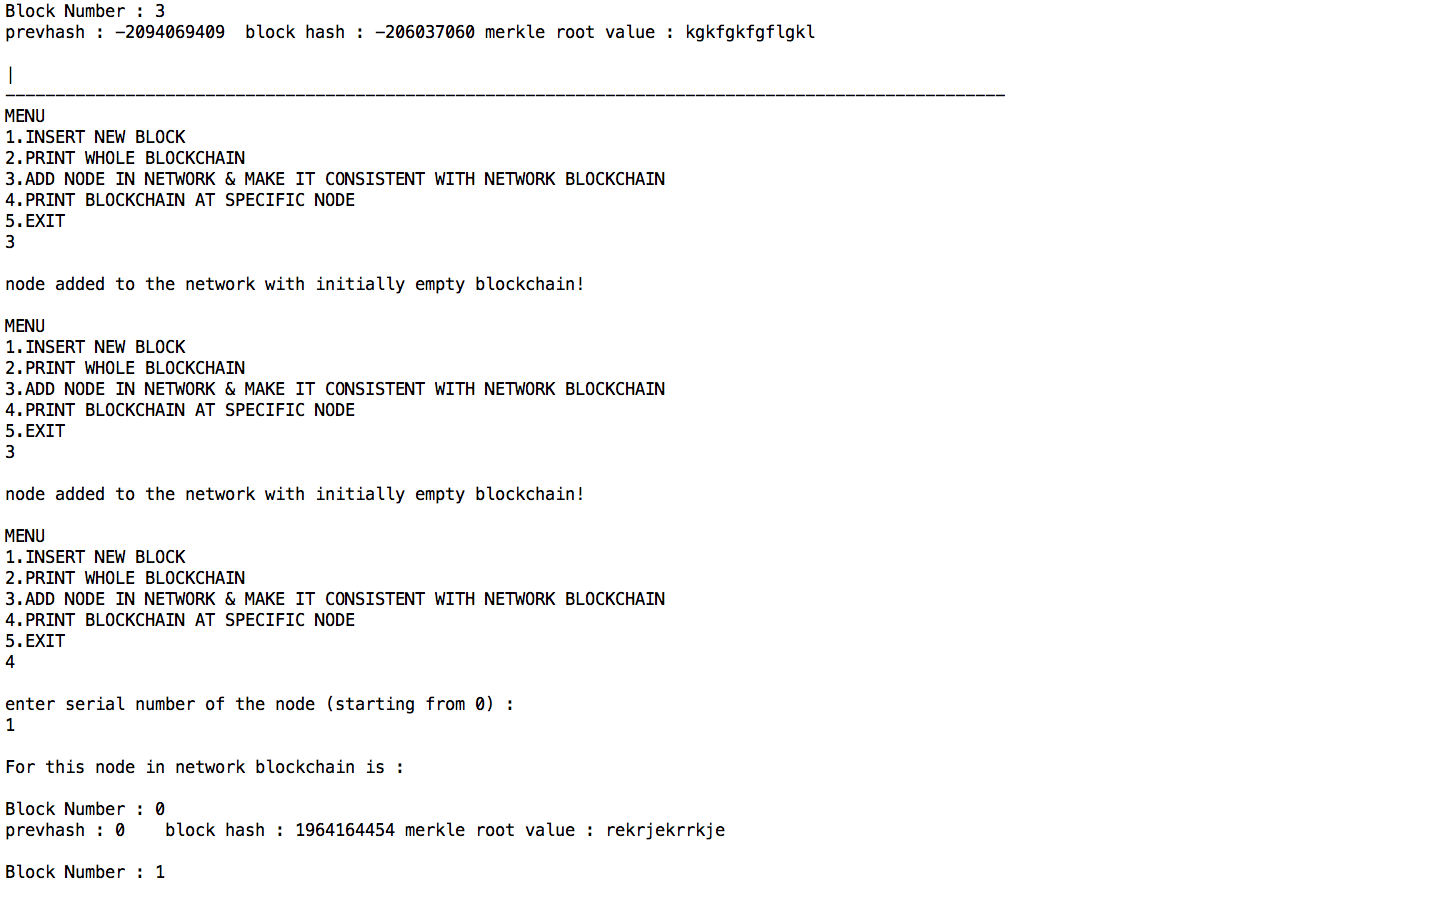 Block Number : 3
prevhash : -2094069409  block hash : -206037060 merkle root value : kgkfgkfgflgkl
|
----------------------------------------------------------------------------------------------------
MENU
1.INSERT NEW BLOCK
2.PRINT WHOLE BLOCKCHAIN
3.ADD NODE IN NETWORK & MAKE IT CONSISTENT WITH NETWORK BLOCKCHAIN
4.PRINT BLOCKCHAIN AT SPECIFIC NODE
5.EXIT
3
node added to the network with initially empty blockchain!
MENU
1.INSERT NEW BLOCK
2.PRINT WHOLE BLOCKCHAIN
3.ADD NODE IN NETWORK & MAKE IT CONSISTENT WITH NETWORK BLOCKCHAIN
4.PRINT BLOCKCHAIN AT SPECIFIC NODE
5.EXIT
3
node added to the network with initially empty blockchain!
MENU
1.INSERT NEW BLOCK
2.PRINT WHOLE BLOCKCHAIN
3.ADD NODE IN NETWORK & MAKE IT CONSISTENT WITH NETWORK BLOCKCHAIN
4.PRINT BLOCKCHAIN AT SPECIFIC NODE
5.EXIT
4
enter serial number of the node (starting from 0) :
1
For this node in network blockchain is :
Block Number : 0
prevhash : 0    block hash : 1964164454 merkle root value : rekrjekrrkje
Block Number : 1